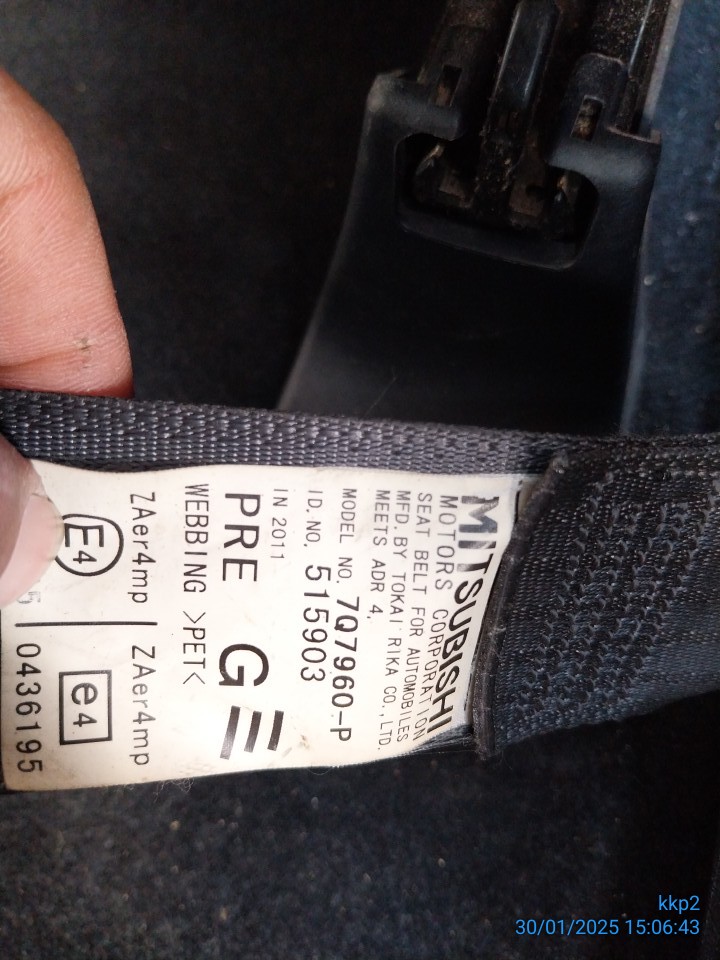 MITSUBISHI
MOTORS CORPORATION
SEAT BELT FOR AUTOMOBILES
MFD. BY TOKAI RIKA CO., LTD.
MEETS ADR 4.
MODEL NO. 7Q7960-P
ID. NO. 515903
IN 2011
PRE G
WEBBING >PET<
ZAer4mp ZAer4mp
E4 e4
0436195
kkp2
30/01/2025 15:06:43